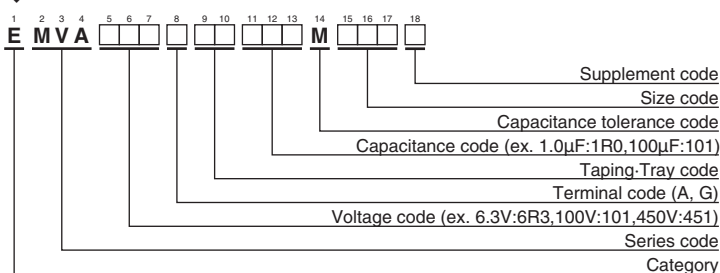 1 2 3 4 5 6 7 8 9 10 11 12 13 14 15 16 17 18
E M V A □□□ □ □□ □□□ M □□□ □
Supplement code
Size code
Capacitance tolerance code
Capacitance code (ex. 1.0μF:1R0,100μF:101)
Taping·Tray code
Terminal code (A, G)
Voltage code (ex. 6.3V:6R3,100V:101,450V:451)
Series code
Category